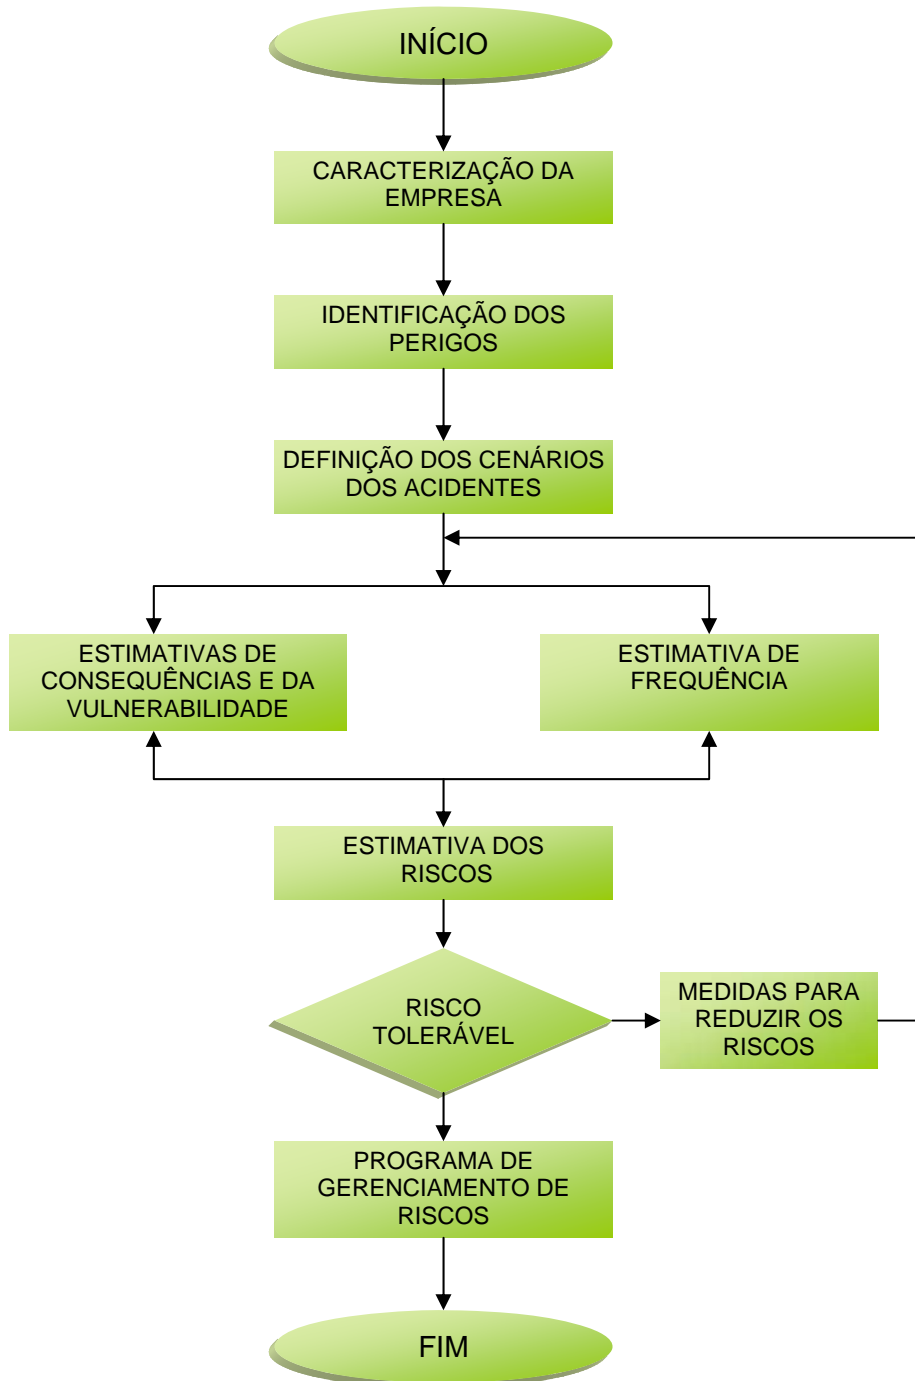 INÍCIO
CARACTERIZAÇÃO DA
EMPRESA
IDENTIFICAÇÃO DOS
PERIGOS
DEFINIÇÃO DOS CENÁRIOS
DOS ACIDENTES
ESTIMATIVAS DE
CONSEQUÊNCIAS E DA
VULNERABILIDADE
ESTIMATIVA DE
FREQUÊNCIA
ESTIMATIVA DOS
RISCOS
RISCO
TOLERÁVEL
MEDIDAS PARA
REDUZIR OS
RISCOS
PROGRAMA DE
GERENCIAMENTO DE
RISCOS
FIM